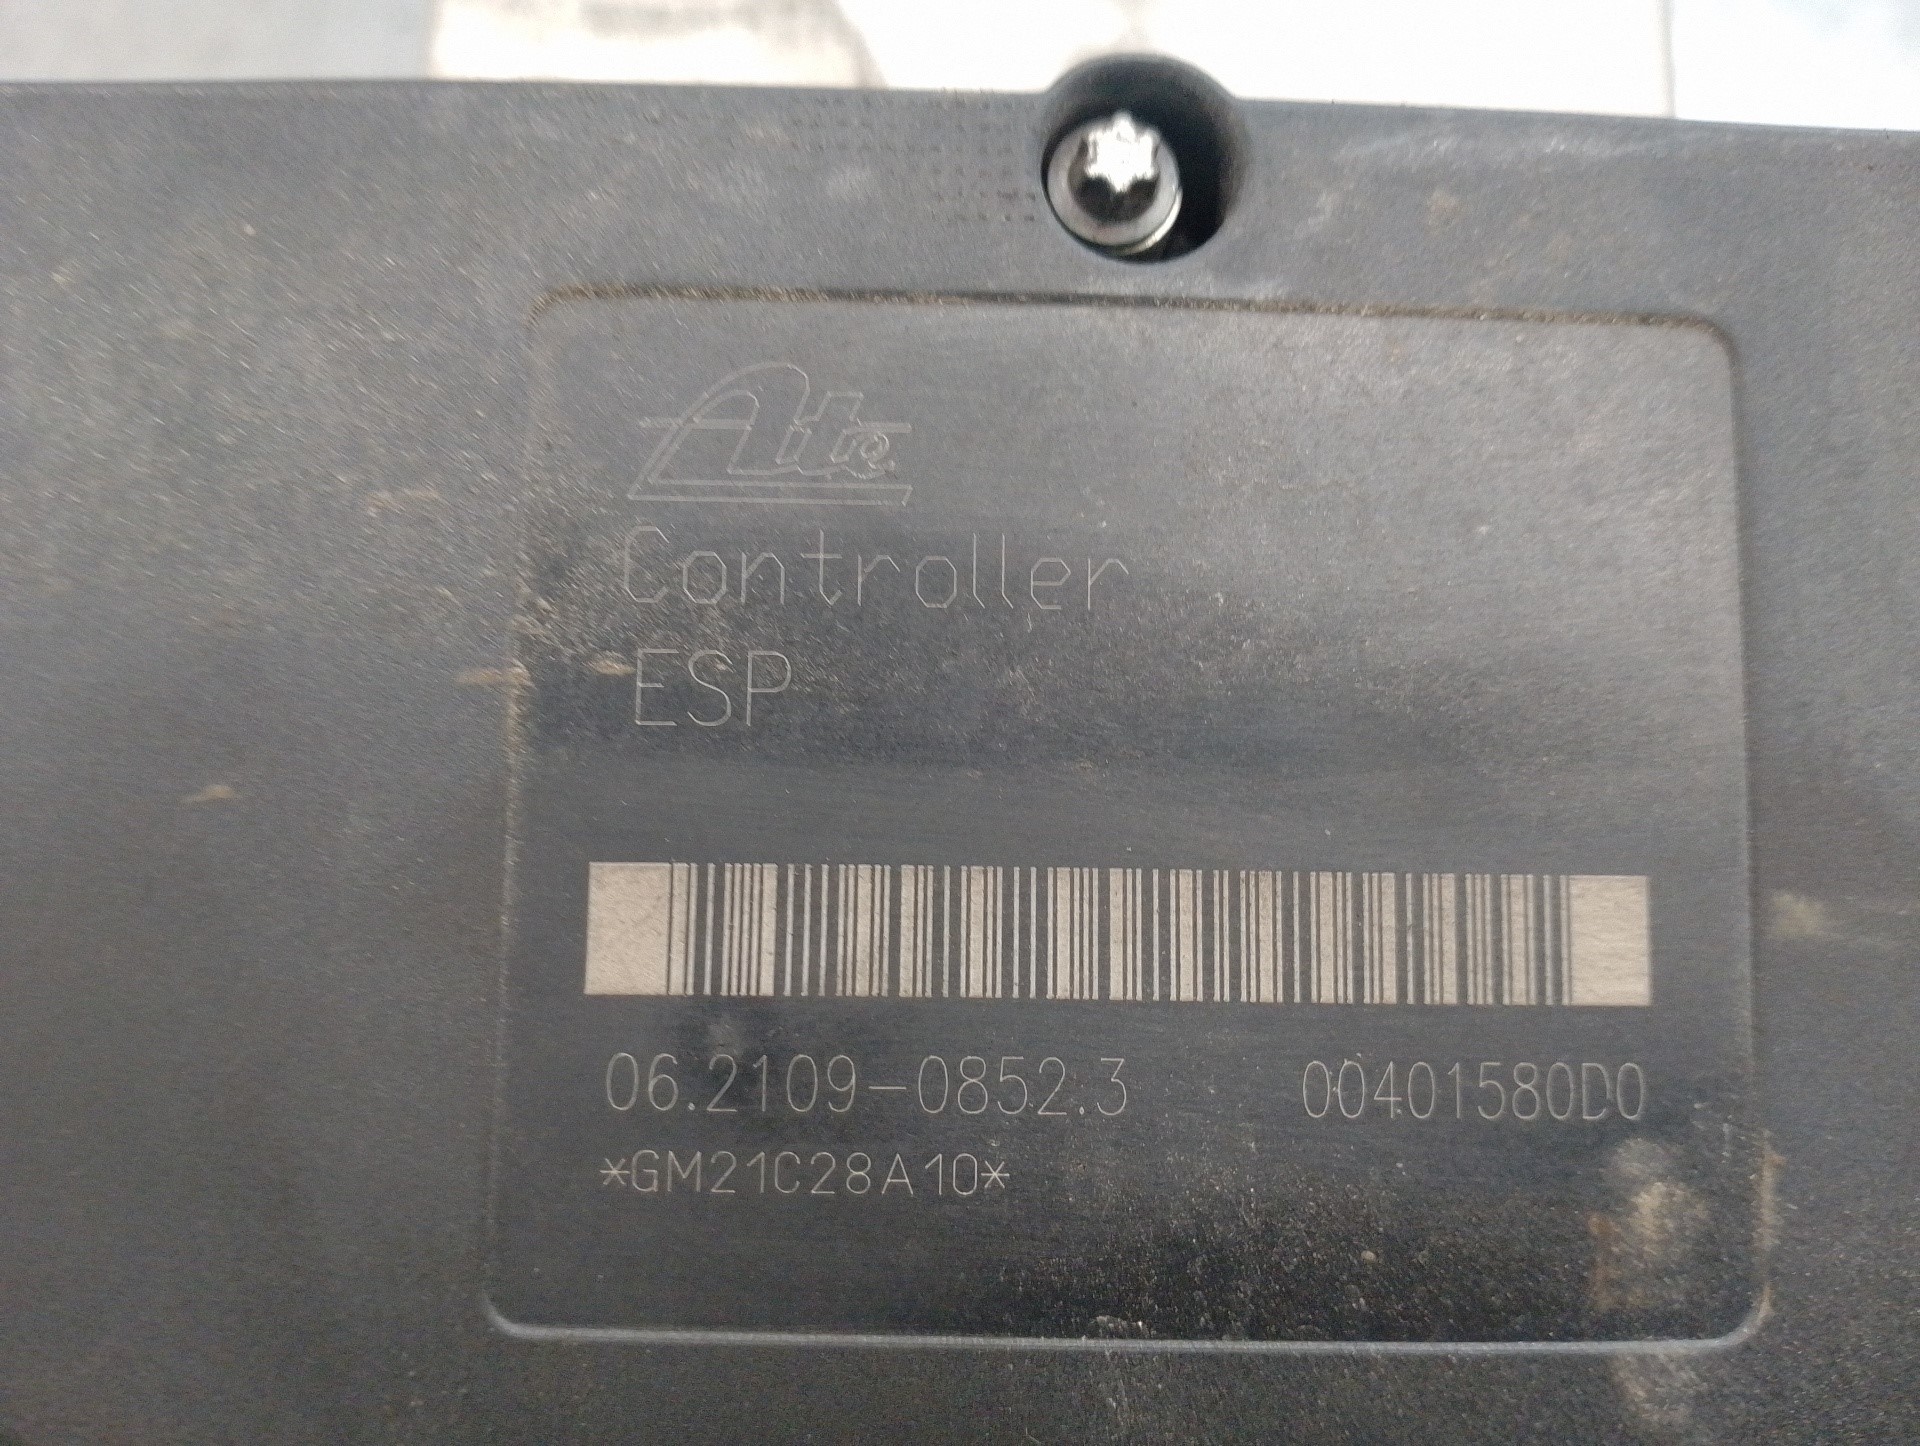 Ate
Controller
ESP
06.2109-0852.3 00401580D0
*GM21C28A10*